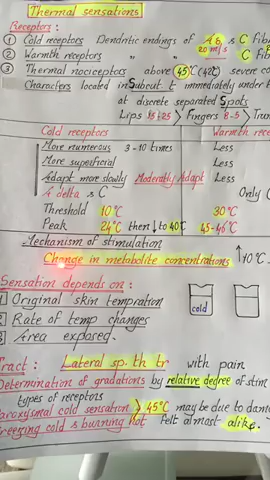 Thermal sensations
Receptors:
① Cold receptors Dendritic endings of Aδ & C Fib
20 m/s
② Warmth receptors " " C Fib
③ Thermal nociceptors above 45°C (42°C) severe co
Characters located in Subcut t immediately under
at discrete separated Spots
Lips 15-25 > Fingers 3-5 > Tru
Cold receptors Warmth rece
More numerous 3-10 times Less
More superficial Less
Adapt more slowly Moderately Adapt Less
A delta & C Only C
Threshold 10°C 30°C
Peak 24°C then ↓ to 40°C 45-46°C
Mechanism of stimulation
Change in metabolite concentrations ↑10°C
Sensation depends on:
1 Original skin tempration
2 Rate of temp changes
3 Area exposed
cold
Tract: Lateral sp. th tr with pain
Determination of gradations by relative degree of stim
types of receptors
Paroxysmal cold sensation > 45°C may be due to dam
Freezing cold & burning hot felt almost alike